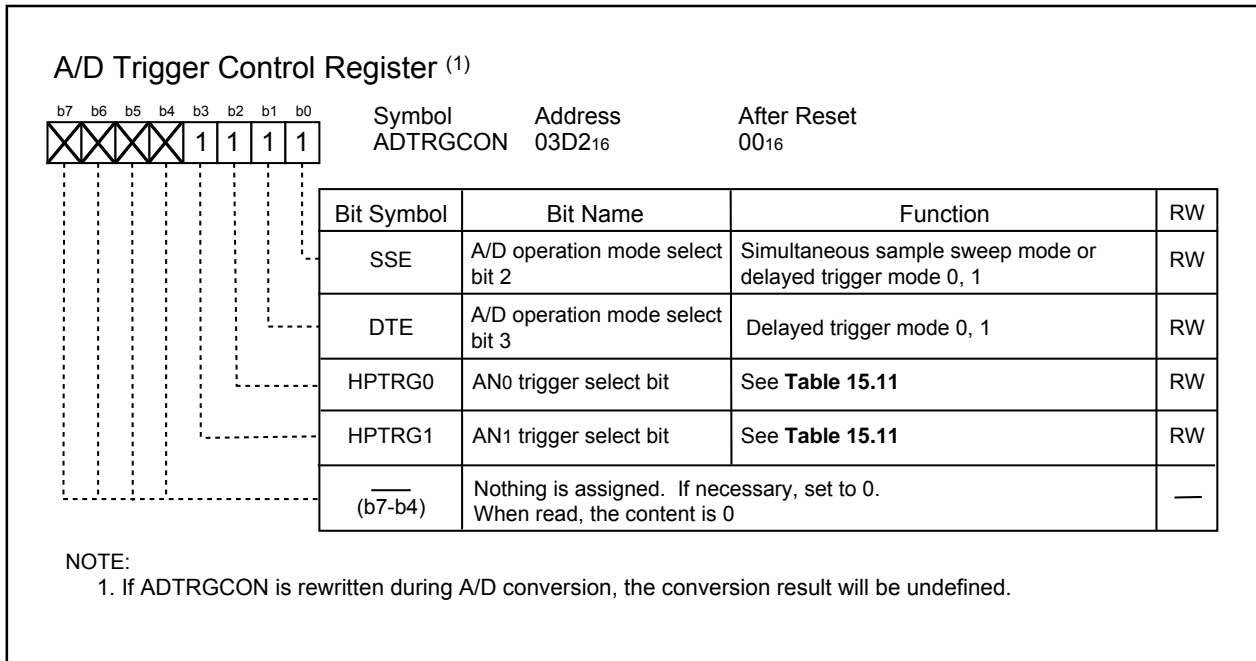 A/D Trigger Control Register (1)
b7 b6 b5 b4 b3 b2 b1 b0
1 1 1 1
Symbol Address After Reset
ADTRGCON 03D216 0016
Bit Symbol Bit Name Function RW
SSE A/D operation mode select bit 2 Simultaneous sample sweep mode or delayed trigger mode 0, 1 RW
DTE A/D operation mode select bit 3 Delayed trigger mode 0, 1 RW
HPTRG0 AN0 trigger select bit See Table 15.11 RW
HPTRG1 AN1 trigger select bit See Table 15.11 RW
(b7-b4) Nothing is assigned. If necessary, set to 0.
When read, the content is 0 —
NOTE:
1. If ADTRGCON is rewritten during A/D conversion, the conversion result will be undefined.